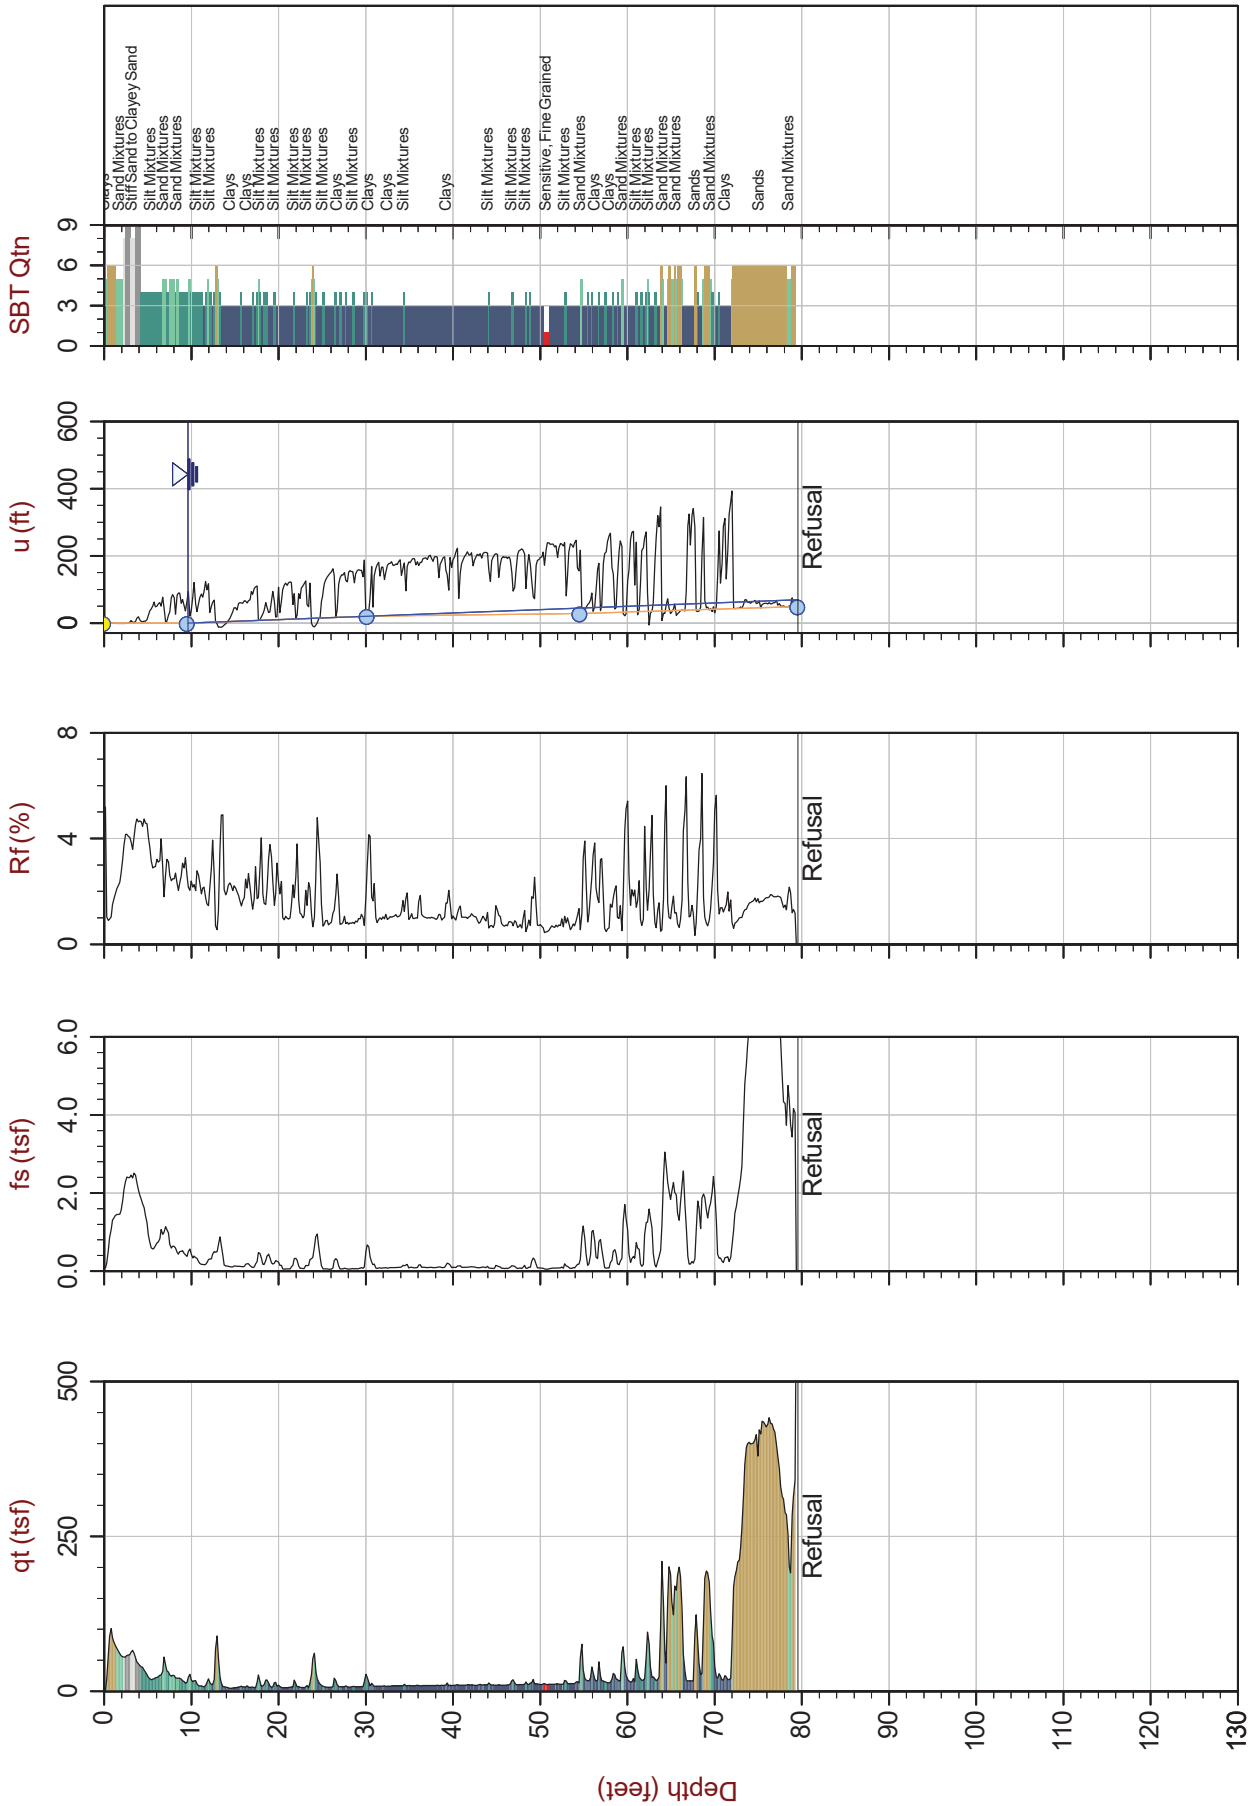 qt (tsf)
fs (tsf)
Rf (%)
u (ft)
SBT Qtn
0 250 500
0.0 2.0 4.0 6.0
0 4 8
0 200 400 600
0 3 6 9
Depth (feet)
0
10
20
30
40
50
60
70
80
90
100
110
120
130
Refusal
Refusal
Refusal
Refusal
Clays
Sand Mixtures
Stiff Sand to Clayey Sand
Silt Mixtures
Sand Mixtures
Sand Mixtures
Silt Mixtures
Silt Mixtures
Clays
Clays
Silt Mixtures
Silt Mixtures
Silt Mixtures
Silt Mixtures
Silt Mixtures
Clays
Silt Mixtures
Clays
Clays
Silt Mixtures
Clays
Silt Mixtures
Silt Mixtures
Silt Mixtures
Sensitive, Fine Grained
Silt Mixtures
Sand Mixtures
Clays
Clays
Sand Mixtures
Silt Mixtures
Silt Mixtures
Sand Mixtures
Sand Mixtures
Sands
Sand Mixtures
Clays
Sands
Sand Mixtures